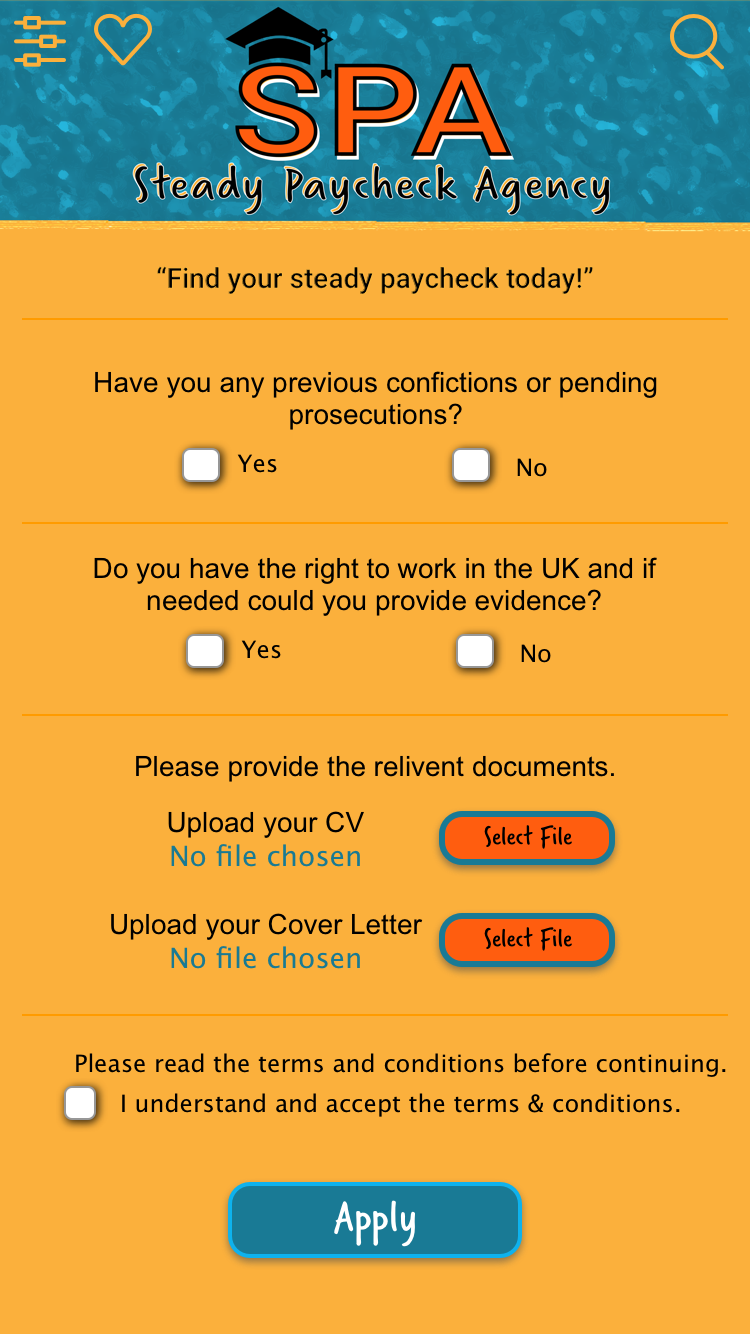 SPA
Steady Paycheck Agency
“Find your steady paycheck today!”
Have you any previous confictions or pending
prosecutions?
Yes
No
Do you have the right to work in the UK and if
needed could you provide evidence?
Yes
No
Please provide the relivent documents.
Upload your CV
Select File
No file chosen
Upload your Cover Letter
Select File
No file chosen
Please read the terms and conditions before continuing.
I understand and accept the terms & conditions.
Apply